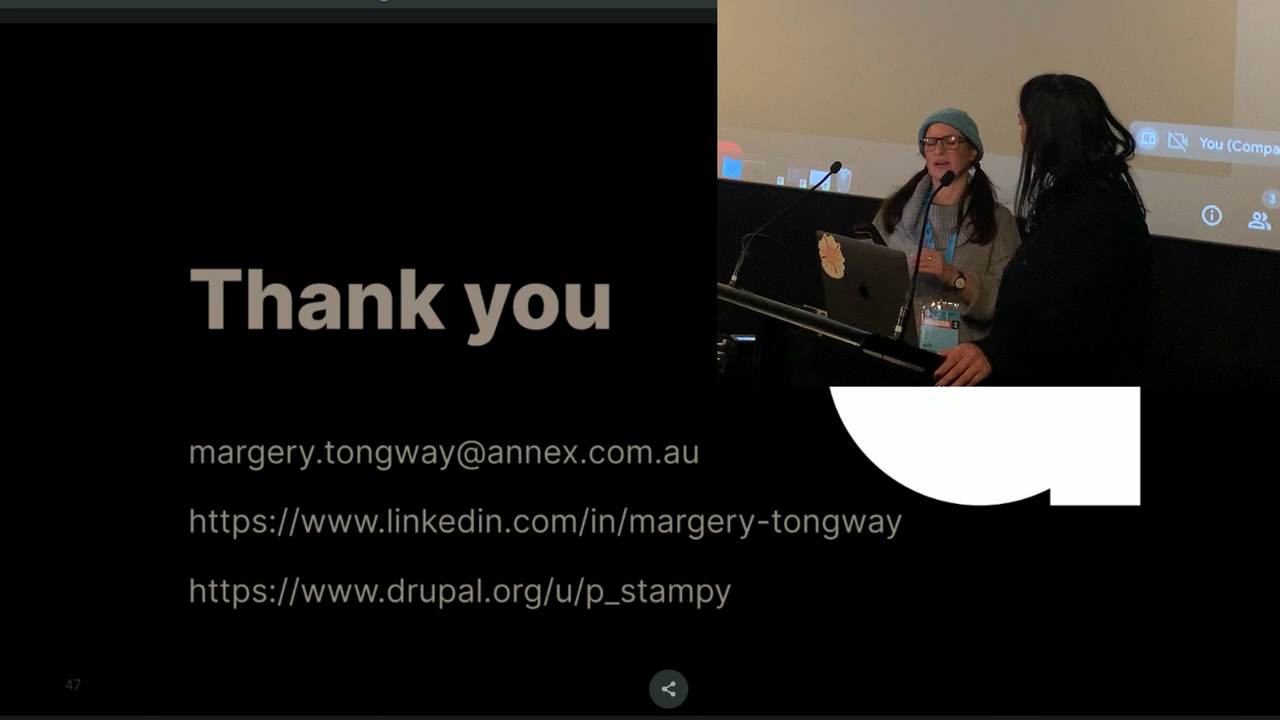 Thank you
margery.tongway@annex.com.au
https://www.linkedin.com/in/margery-tongway
https://www.drupal.org/u/p_stampy
47
You (Compa
3